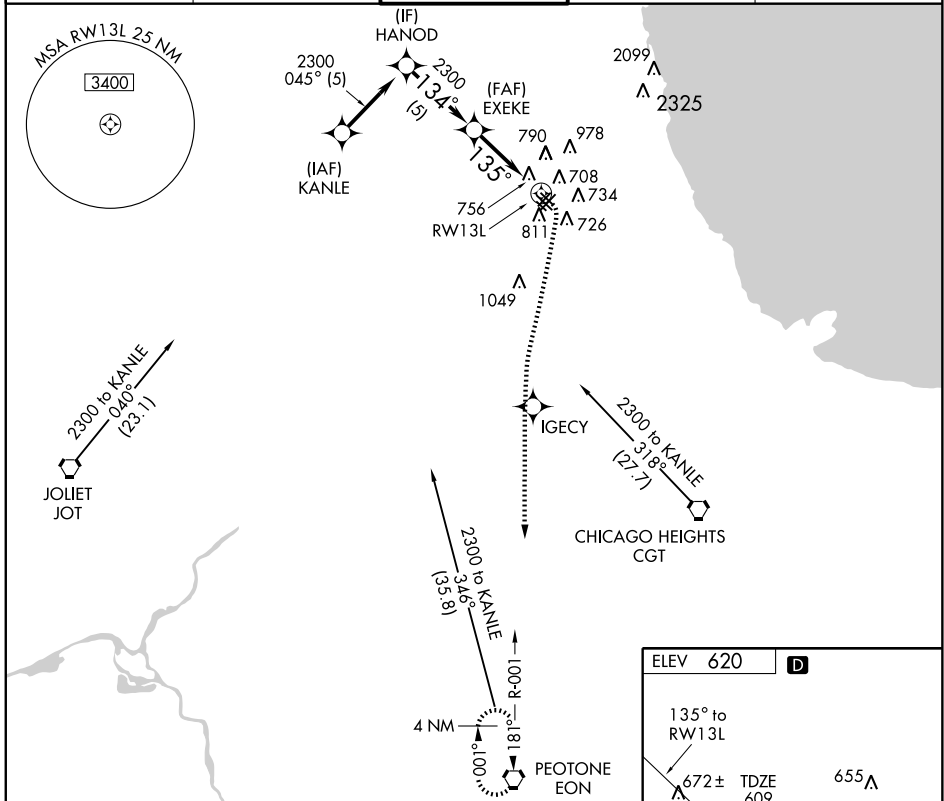 MSA RW13L 25 NM
3400
(IF)
HANOD
2300
045° (5)
2300
134°
(5)
(FAF)
EXEKE
135°
(IAF)
KANLE
2099
2325
790
978
708
734
756
RW13L
811
726
1049
2300 to KANLE
040°
(23.1)
JOLIET
JOT
IGECY
2300 to KANLE
318°
(27.7)
CHICAGO HEIGHTS
CGT
2300 to KANLE
346°
(35.8)
R-001
181°
4 NM
001°
PEOTONE
EON
ELEV 620
D
135° to
RW13L
672±
TDZE
609
655